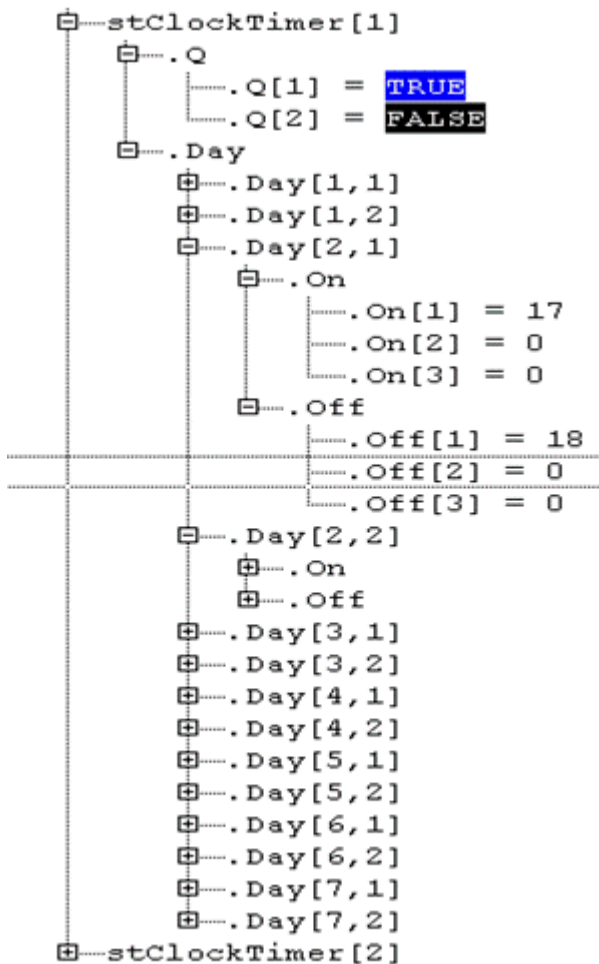 stClockTimer[1]
.Q
.Q[1] = TRUE
.Q[2] = FALSE
.Day
.Day[1,1]
.Day[1,2]
.Day[2,1]
.On
.On[1] = 17
.On[2] = 0
.On[3] = 0
.Off
.Off[1] = 18
.Off[2] = 0
.Off[3] = 0
.Day[2,2]
.On
.Off
.Day[3,1]
.Day[3,2]
.Day[4,1]
.Day[4,2]
.Day[5,1]
.Day[5,2]
.Day[6,1]
.Day[6,2]
.Day[7,1]
.Day[7,2]
stClockTimer[2]